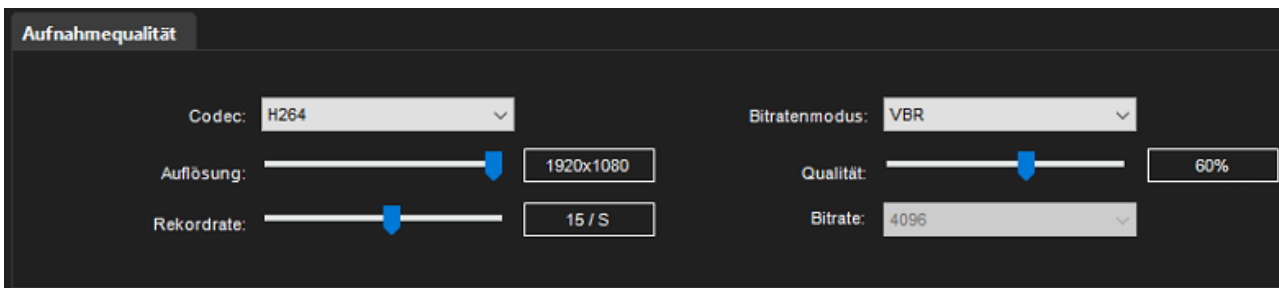 Aufnahmequalität
Codec: H264
Bitratenmodus: VBR
Auflösung: 1920x1080
Qualität: 60%
Rekordrate: 15 / S
Bitrate: 4096